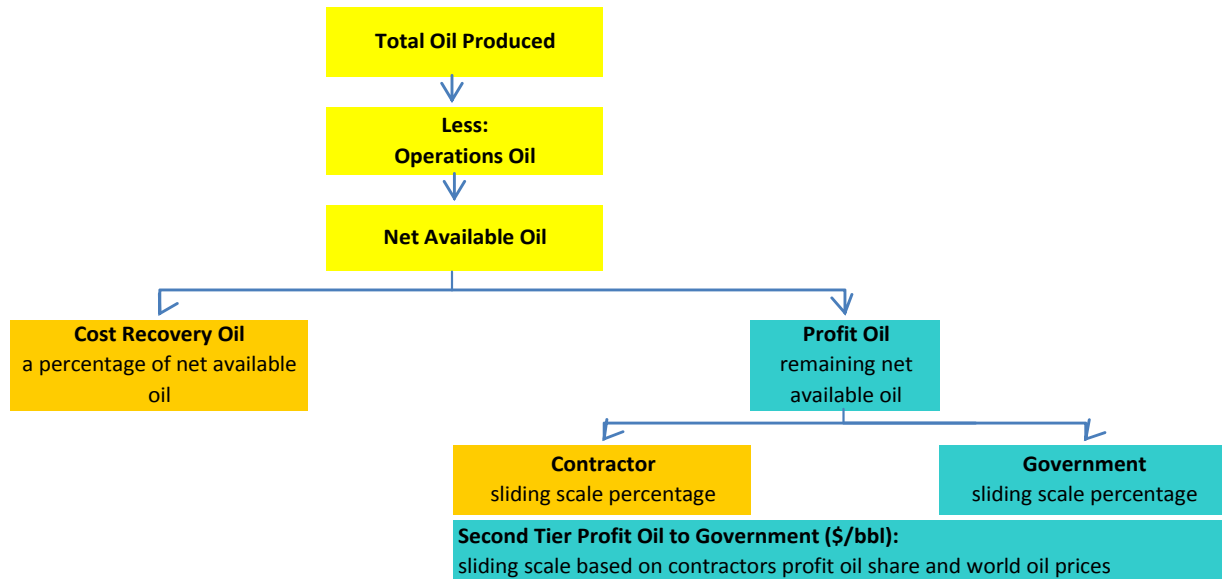 Total Oil Produced
Less:
Operations Oil
Net Available Oil
Cost Recovery Oil
a percentage of net available
oil
Profit Oil
remaining net
available oil
Contractor
sliding scale percentage
Government
sliding scale percentage
Second Tier Profit Oil to Government ($/bbl):
sliding scale based on contractors profit oil share and world oil prices